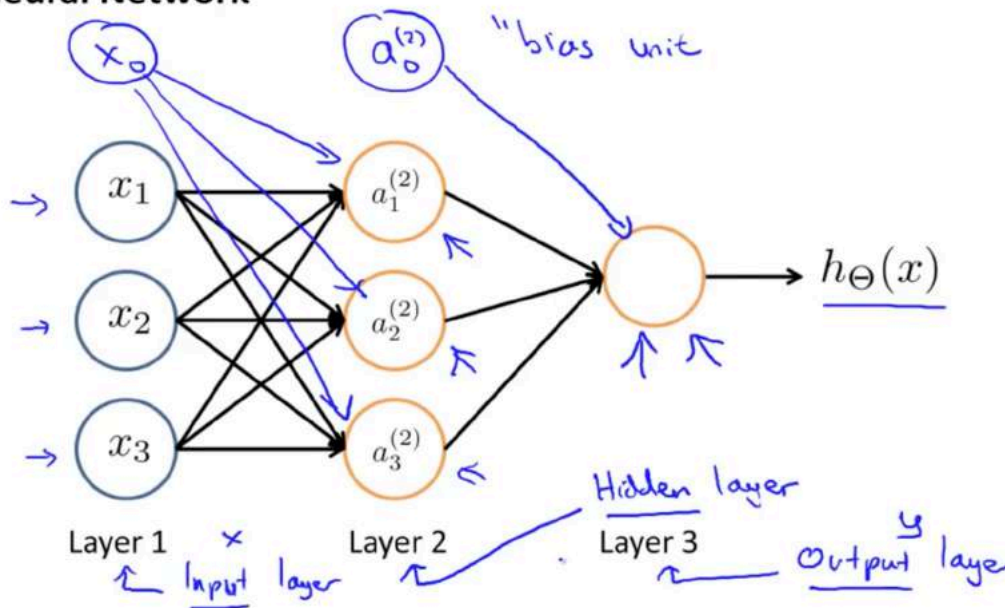 Neural Network
x₀ a₀⁽²⁾ "bias unit
x₁ a₁⁽²⁾
x₂ a₂⁽²⁾ h_Θ(x)
x₃ a₃⁽²⁾
Hidden layer
Layer 1 x Layer 2 Layer 3 y
Input layer Output layer